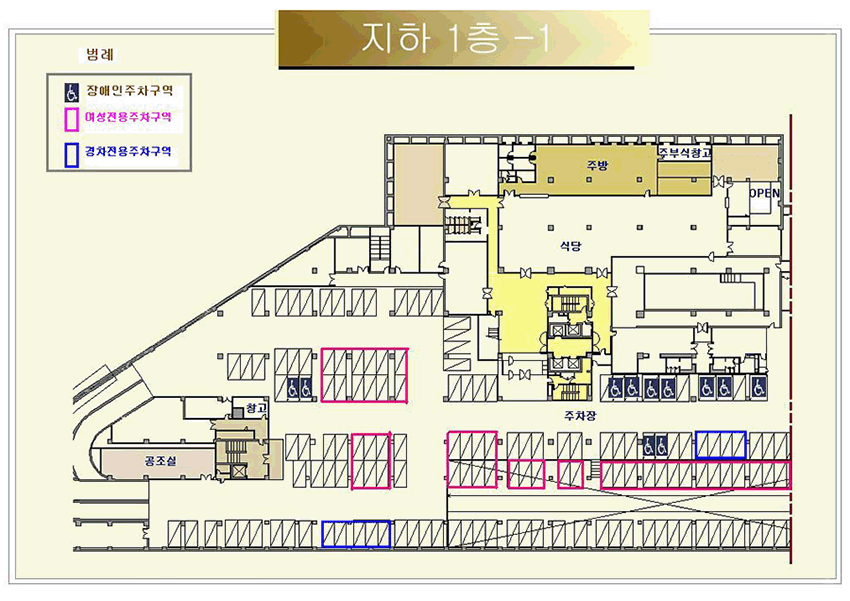 지하 1층 -1
범례
장애인주차구역
여성전용주차구역
경차전용주차구역
주방
주부식창고
OPEN
식당
주차장
창고
공조실